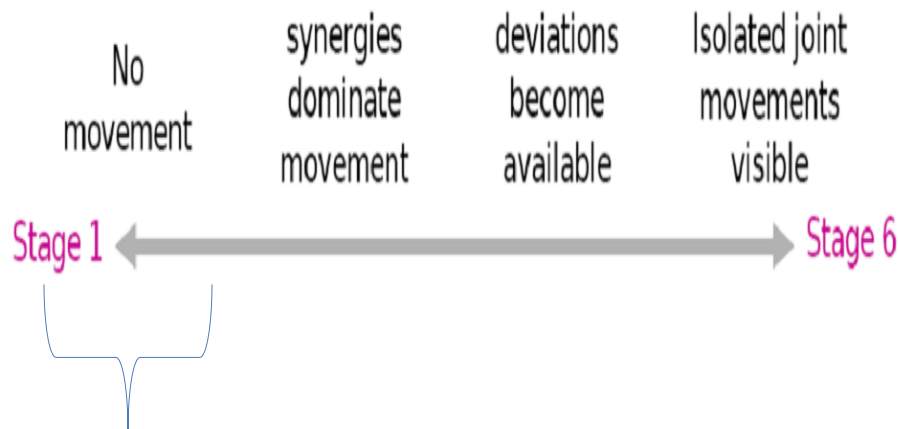 No
movement
synergies
dominate
movement
deviations
become
available
Isolated joint
movements
visible
Stage 1
Stage 6